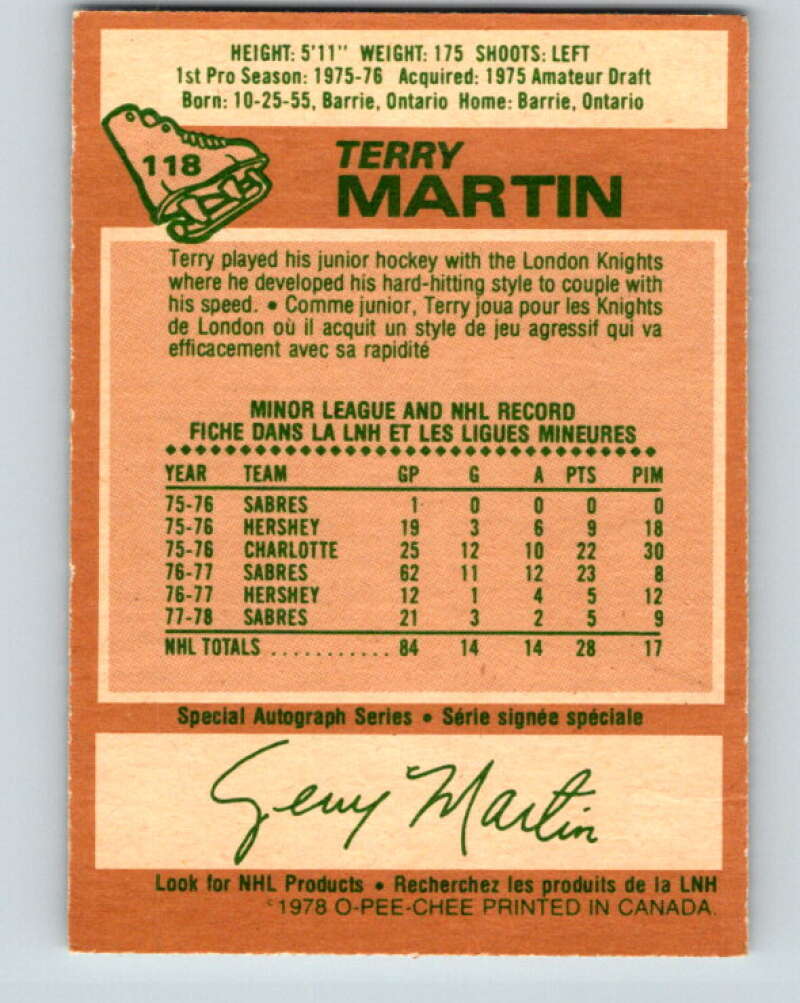 HEIGHT: 5'11" WEIGHT: 175 SHOOTS: LEFT
1st Pro Season: 1975-76 Acquired: 1975 Amateur Draft
Born: 10-25-55, Barrie, Ontario Home: Barrie, Ontario
118
TERRY
MARTIN
Terry played his junior hockey with the London Knights
where he developed his hard-hitting style to couple with
his speed. • Comme junior, Terry joua pour les Knights
de London où il acquit un style de jeu agressif qui va
efficacement avec sa rapidité
MINOR LEAGUE AND NHL RECORD
FICHE DANS LA LNH ET LES LIGUES MINEURES
YEAR TEAM GP G A PTS PIM
75-76 SABRES 1 0 0 0 0
75-76 HERSHEY 19 3 6 9 18
75-76 CHARLOTTE 25 12 10 22 30
76-77 SABRES 62 11 12 23 8
76-77 HERSHEY 12 1 4 5 12
77-78 SABRES 21 3 2 5 9
NHL TOTALS ........... 84 14 14 28 17
Special Autograph Series • Série signée spéciale
Terry Martin
Look for NHL Products • Recherchez les produits de la LNH
©1978 O-PEE-CHEE PRINTED IN CANADA.